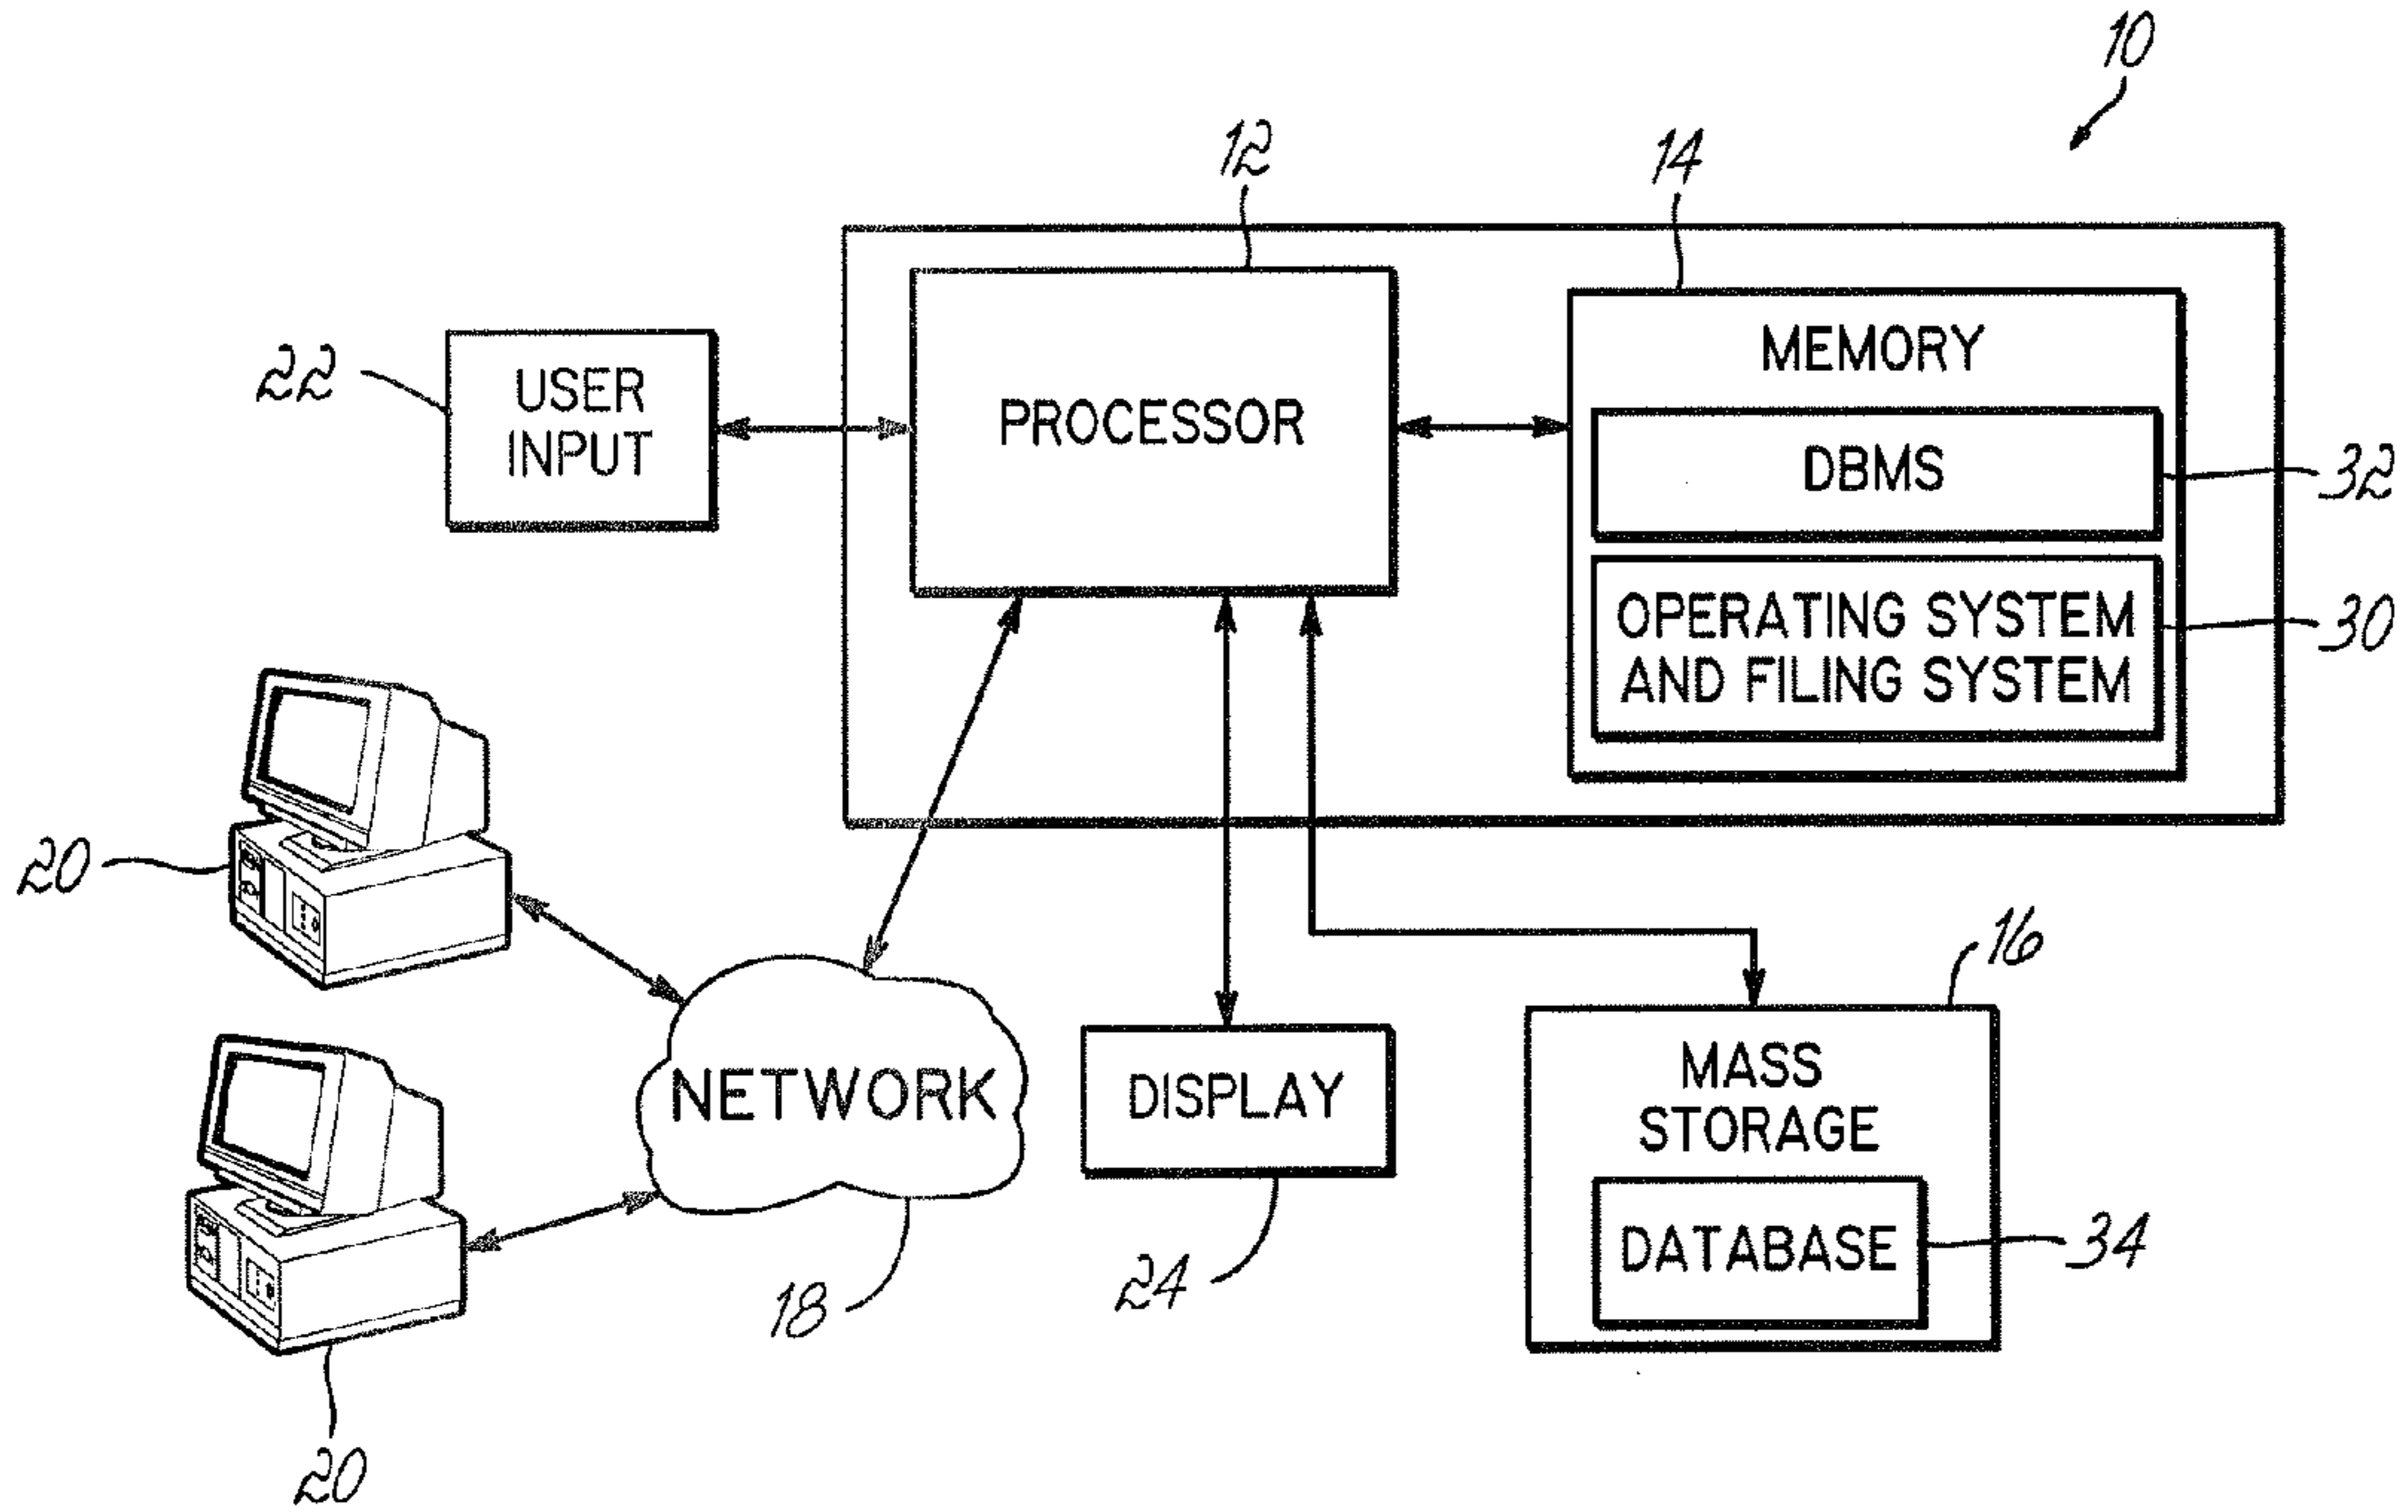 10
12
14
22
USER
INPUT
PROCESSOR
MEMORY
DBMS
32
OPERATING SYSTEM
AND FILING SYSTEM
30
20
16
NETWORK
DISPLAY
MASS
STORAGE
DATABASE
34
18
24
20